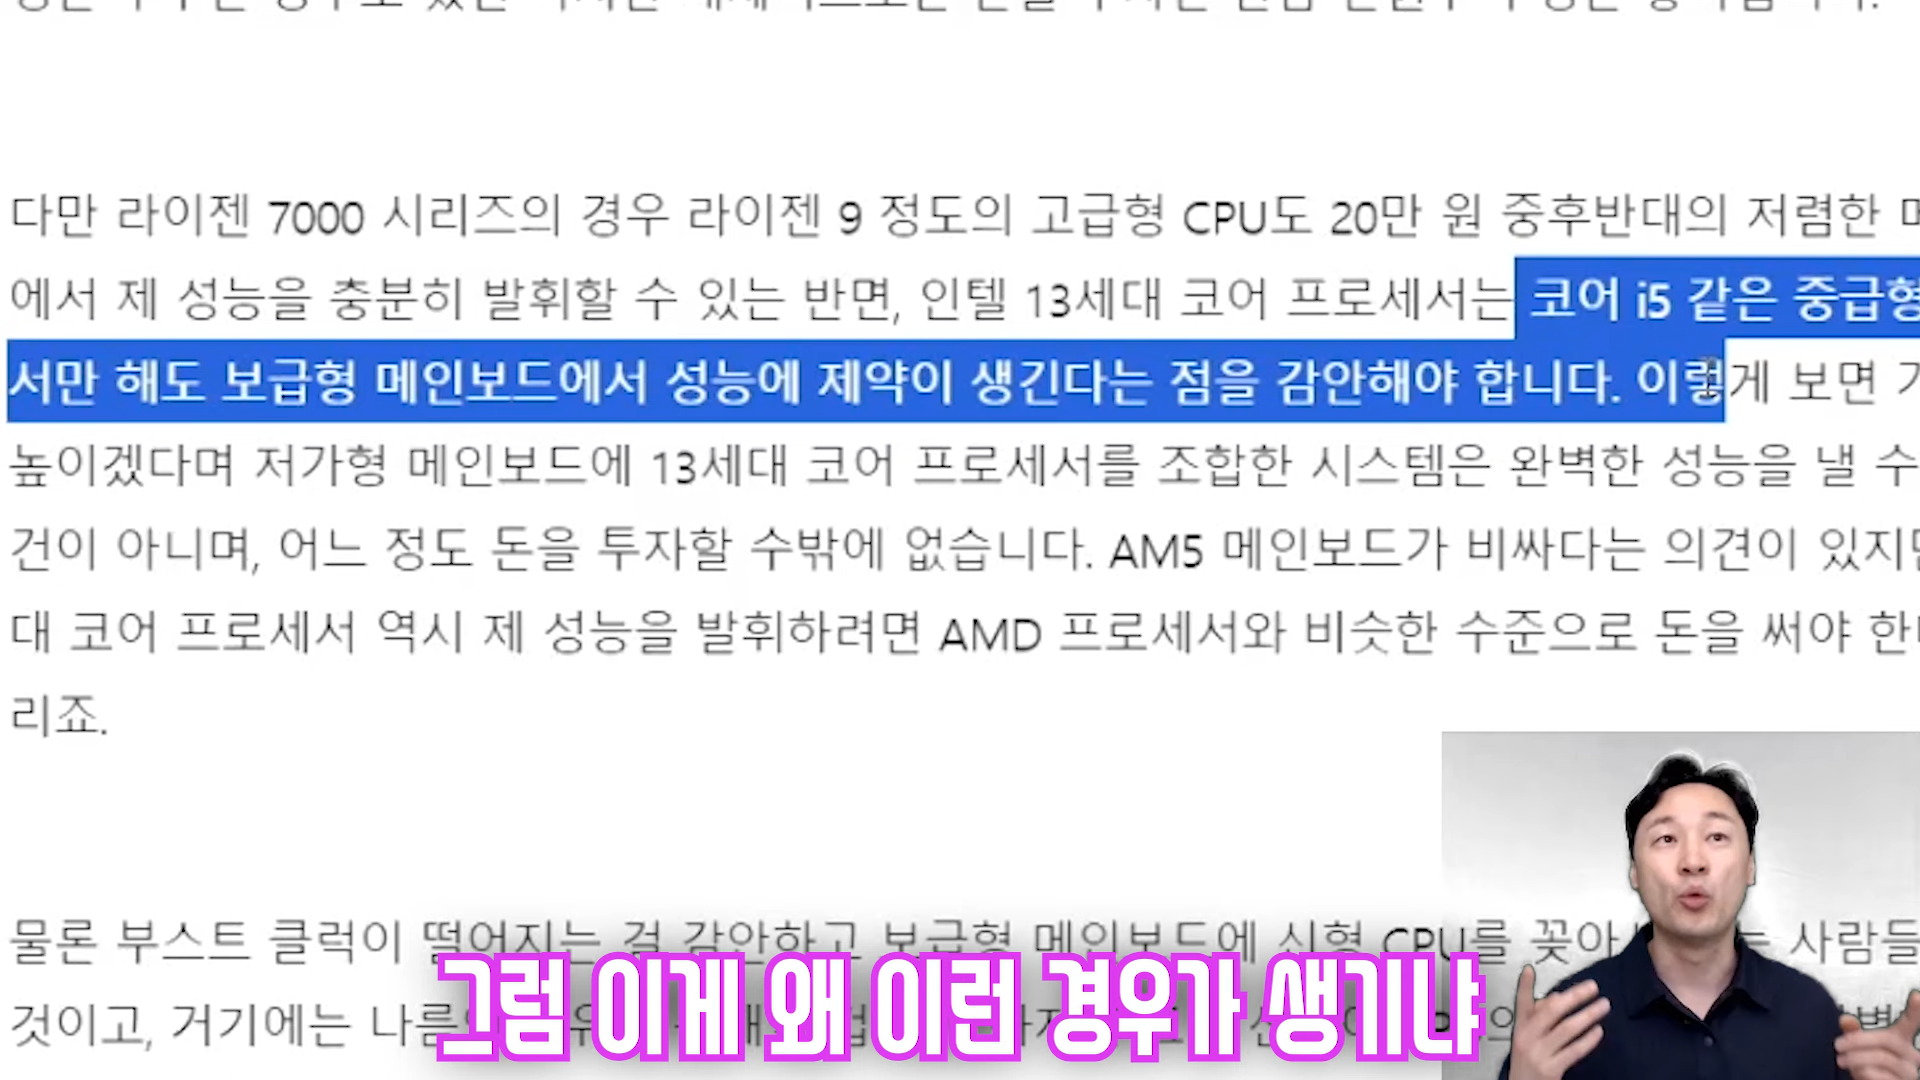 다만 라이젠 7000 시리즈의 경우 라이젠 9 정도의 고급형 CPU도 20만 원 중후반대의 저렴한
에서 제 성능을 충분히 발휘할 수 있는 반면, 인텔 13세대 코어 프로세서는 코어 i5 같은 중급형
서만 해도 보급형 메인보드에서 성능에 제약이 생긴다는 점을 감안해야 합니다. 이렇게 보면
높이겠다며 저가형 메인보드에 13세대 코어 프로세서를 조합한 시스템은 완벽한 성능을 낼 수
건이 아니며, 어느 정도 돈을 투자할 수밖에 없습니다. AM5 메인보드가 비싸다는 의견이 있지만
대 코어 프로세서 역시 제 성능을 발휘하려면 AMD 프로세서와 비슷한 수준으로 돈을 써야
리죠.
물론 부스트 클럭이 떨어지는 걸 감안하고 보급형 메인보드에 신형 CPU를 꽂아 사람들
것이고, 거기에는
그럼 이게 왜 이런 경우가 생기냐